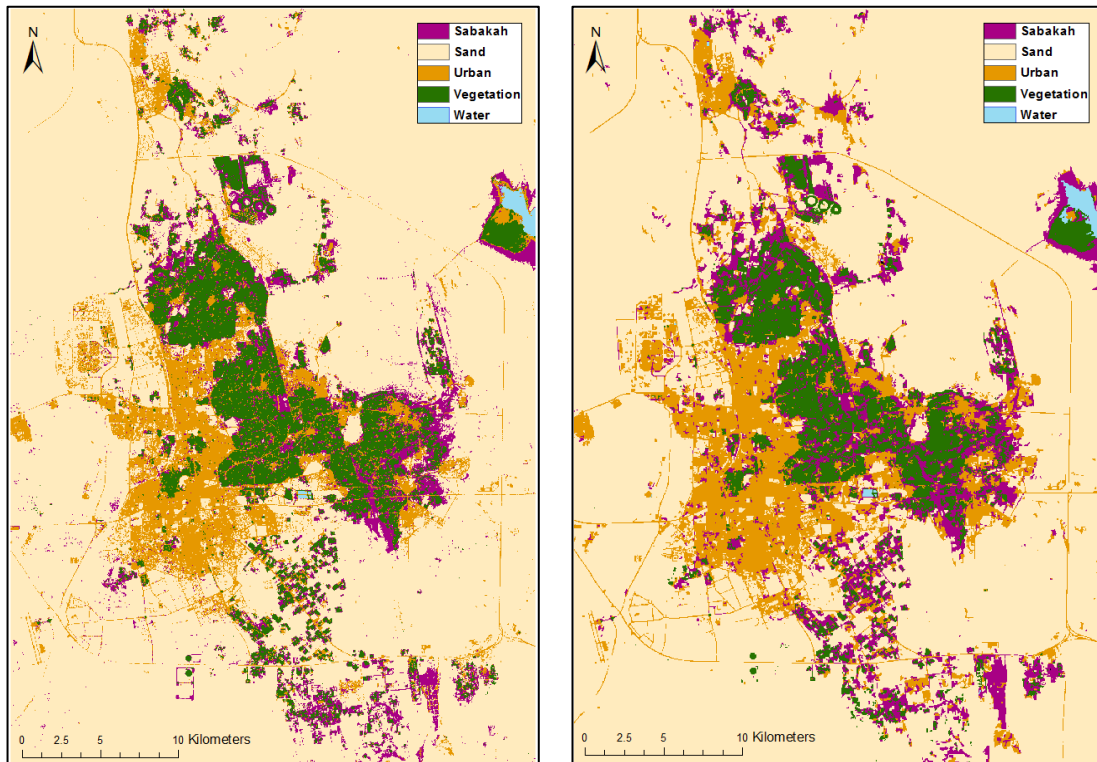 N
Sabakah
Sand
Urban
Vegetation
Water
0 2.5 5 10 Kilometers
N
Sabakah
Sand
Urban
Vegetation
Water
0 2.5 5 10 Kilometers